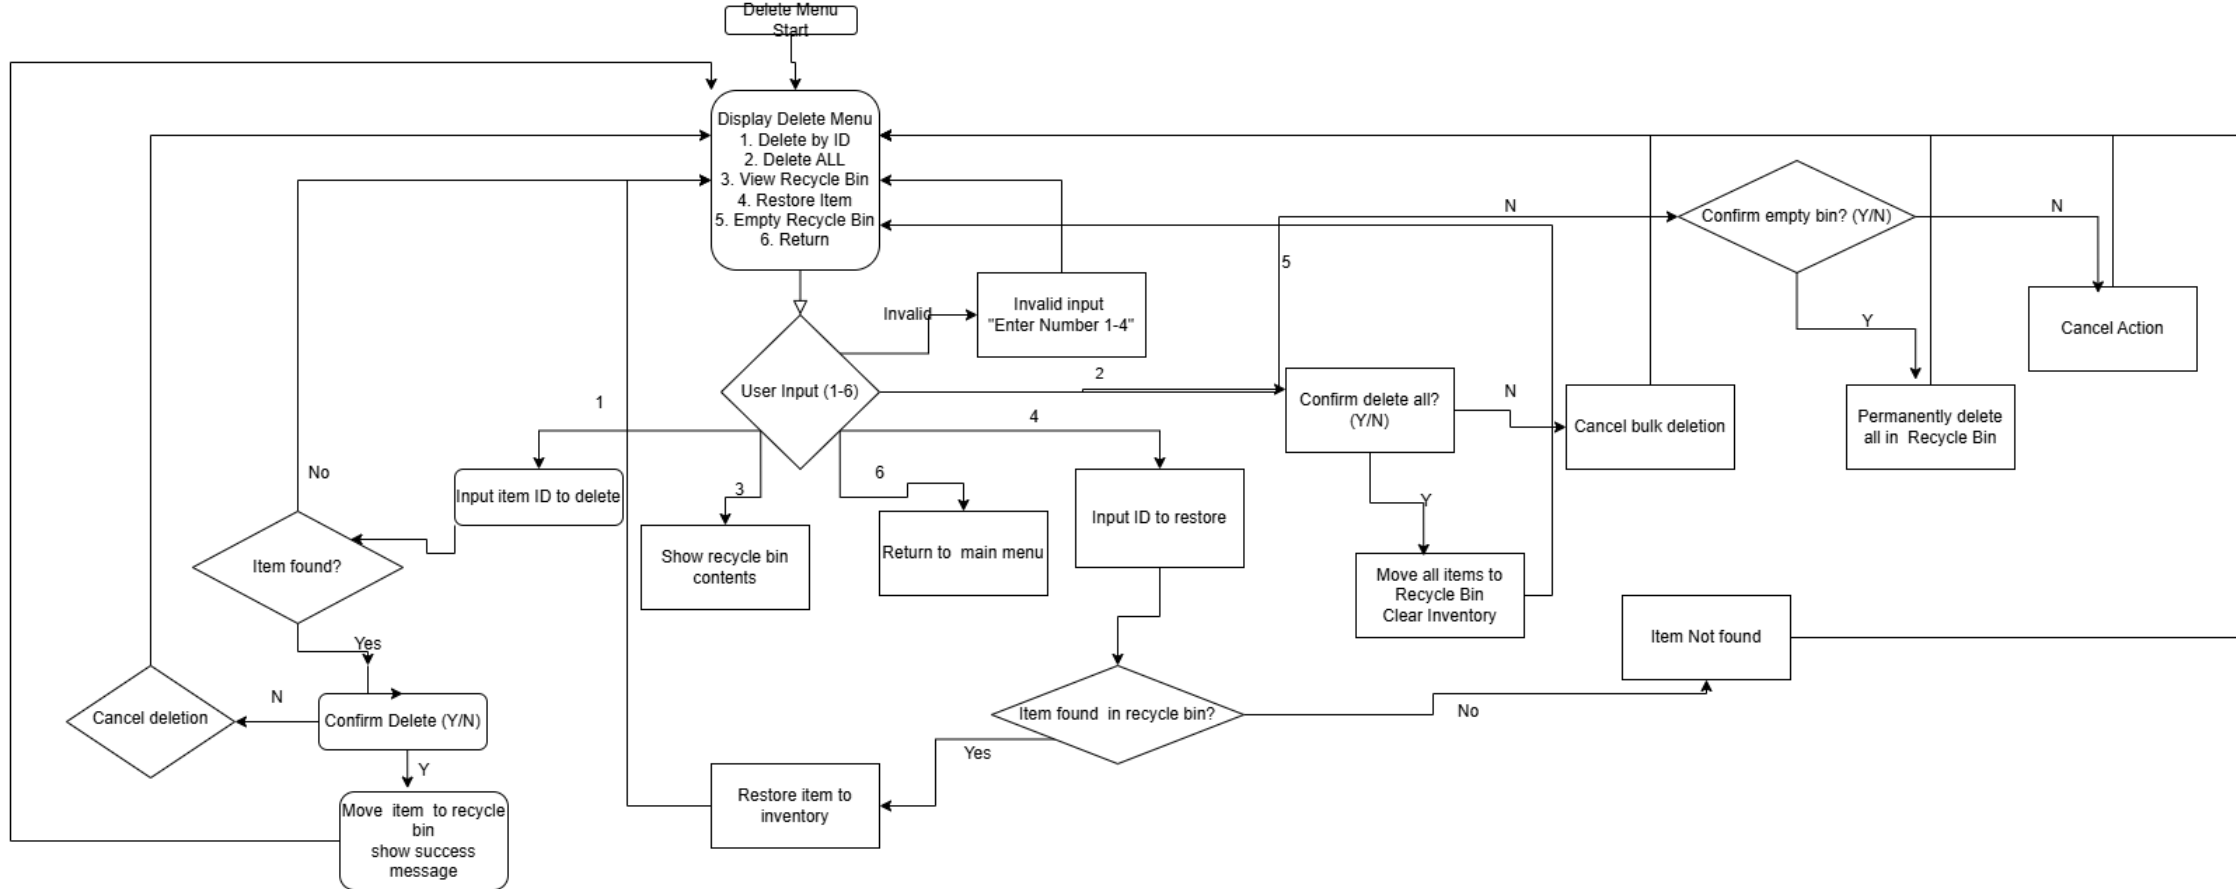 Delete Menu
Start
Display Delete Menu
1. Delete by ID
2. Delete ALL
3. View Recycle Bin
4. Restore Item
5. Empty Recycle Bin
6. Return
N
Confirm empty bin? (Y/N)
N
5
Invalid
Invalid input
"Enter Number 1-4"
Y
Cancel Action
User Input (1-6)
2
1
4
Confirm delete all?
(Y/N)
N
Cancel bulk deletion
Permanently delete
all in Recycle Bin
No
Input item ID to delete
3
6
Y
Input ID to restore
Show recycle bin
contents
Return to main menu
Item found?
Move all items to
Recycle Bin
Clear Inventory
Item Not found
Yes
N
Cancel deletion
Confirm Delete (Y/N)
Item found in recycle bin?
No
Yes
Y
Restore item to
inventory
Move item to recycle
bin
show success
message